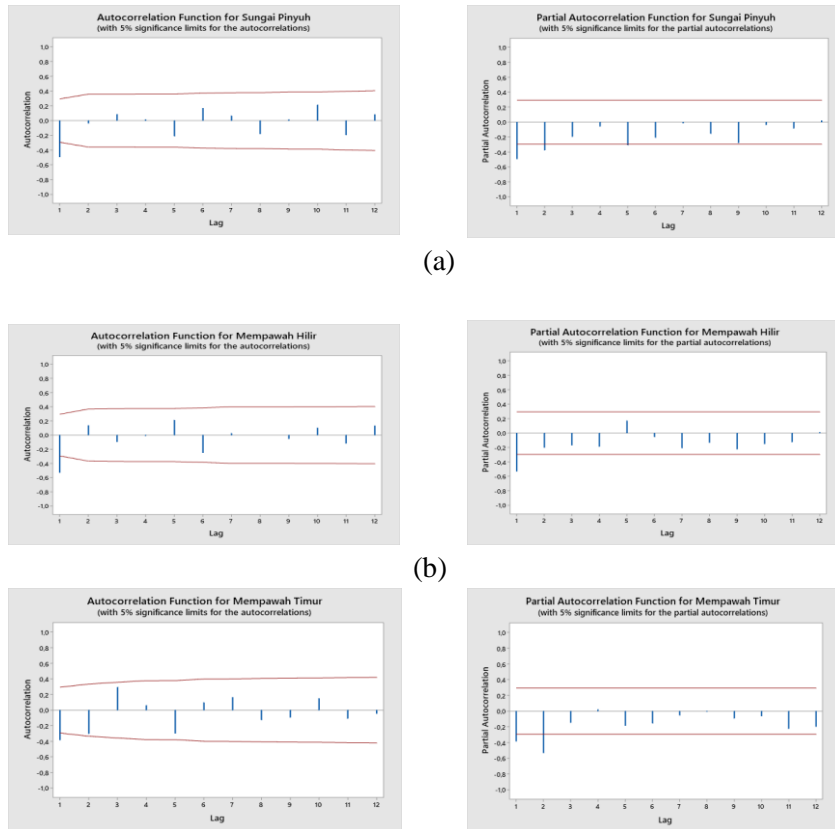 Autocorrelation Function for Sungai Pinyuh
(with 5% significance limits for the autocorrelations)
1,0
0,8
0,6
0,4
0,2
0,0
-0,2
-0,4
-0,6
-0,8
-1,0
Autocorrelation
1 2 3 4 5 6 7 8 9 10 11 12
Lag
Partial Autocorrelation Function for Sungai Pinyuh
(with 5% significance limits for the partial autocorrelations)
1,0
0,8
0,6
0,4
0,2
0,0
-0,2
-0,4
-0,6
-0,8
-1,0
Partial Autocorrelation
1 2 3 4 5 6 7 8 9 10 11 12
Lag
(a)
Autocorrelation Function for Mempawah Hilir
(with 5% significance limits for the autocorrelations)
1,0
0,8
0,6
0,4
0,2
0,0
-0,2
-0,4
-0,6
-0,8
-1,0
Autocorrelation
1 2 3 4 5 6 7 8 9 10 11 12
Lag
Partial Autocorrelation Function for Mempawah Hilir
(with 5% significance limits for the partial autocorrelations)
1,0
0,8
0,6
0,4
0,2
0,0
-0,2
-0,4
-0,6
-0,8
-1,0
Partial Autocorrelation
1 2 3 4 5 6 7 8 9 10 11 12
Lag
(b)
Autocorrelation Function for Mempawah Timur
(with 5% significance limits for the autocorrelations)
1,0
0,8
0,6
0,4
0,2
0,0
-0,2
-0,4
-0,6
-0,8
-1,0
Autocorrelation
1 2 3 4 5 6 7 8 9 10 11 12
Lag
Partial Autocorrelation Function for Mempawah Timur
(with 5% significance limits for the partial autocorrelations)
1,0
0,8
0,6
0,4
0,2
0,0
-0,2
-0,4
-0,6
-0,8
-1,0
Partial Autocorrelation
1 2 3 4 5 6 7 8 9 10 11 12
Lag